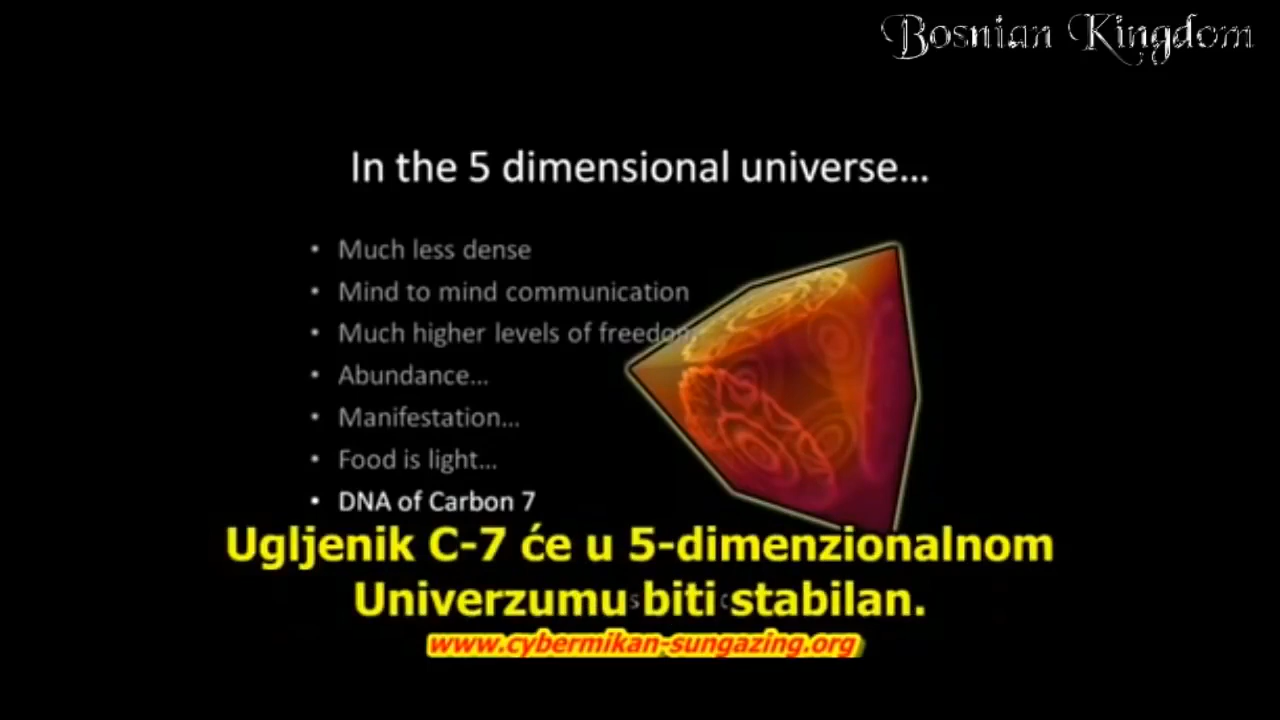 Bosnian Kingdom
In the 5 dimensional universe...
• Much less dense
• Mind to mind communication
• Much higher levels of freedom
• Abundance...
• Manifestation...
• Food is light...
• DNA of Carbon 7
Ugljenik C-7 će u 5-dimenzionalnom
Univerzumu biti stabilan.
www.cybermikan-sungazing.org